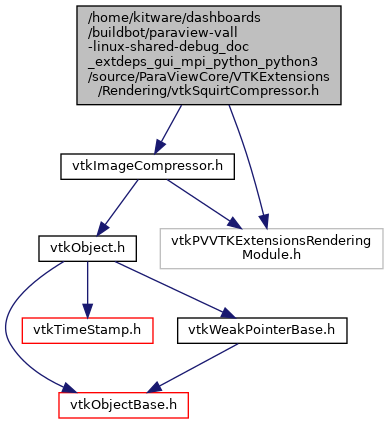 /home/kitware/dashboards
/buildbot/paraview-vall
-linux-shared-debug_doc
_extdeps_gui_mpi_python_python3
/source/ParaViewCore/VTKExtensions
/Rendering/vtkSquirtCompressor.h
vtkImageCompressor.h
vtkPVVTKExtensionsRendering
Module.h
vtkObject.h
vtkTimeStamp.h
vtkWeakPointerBase.h
vtkObjectBase.h